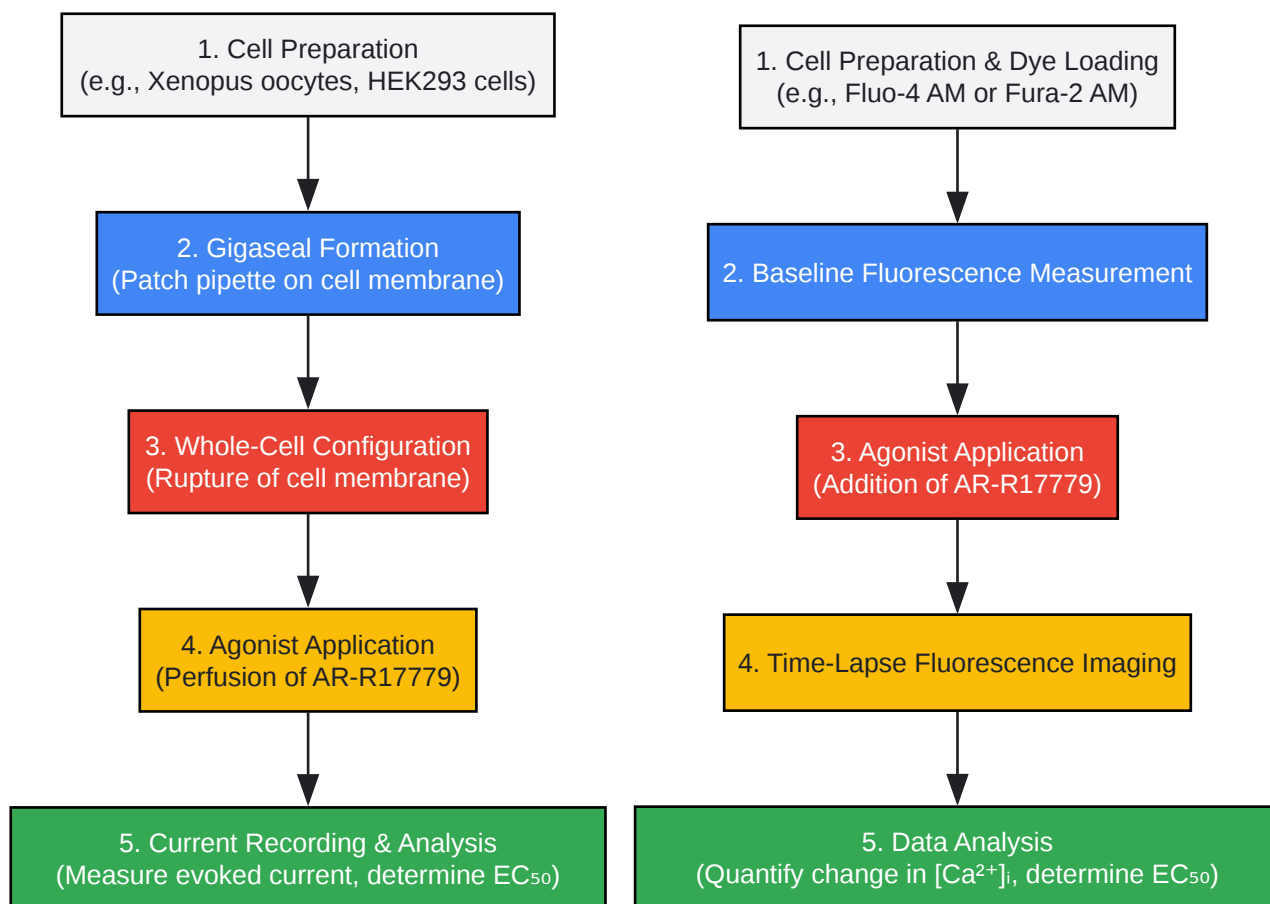 1. Cell Preparation
(e.g., Xenopus oocytes, HEK293 cells)
2. Gigaseal Formation
(Patch pipette on cell membrane)
3. Whole-Cell Configuration
(Rupture of cell membrane)
4. Agonist Application
(Perfusion of AR-R17779)
5. Current Recording & Analysis
(Measure evoked current, determine EC₅₀)
1. Cell Preparation & Dye Loading
(e.g., Fluo-4 AM or Fura-2 AM)
2. Baseline Fluorescence Measurement
3. Agonist Application
(Addition of AR-R17779)
4. Time-Lapse Fluorescence Imaging
5. Data Analysis
(Quantify change in [Ca²⁺]ᵢ, determine EC₅₀)